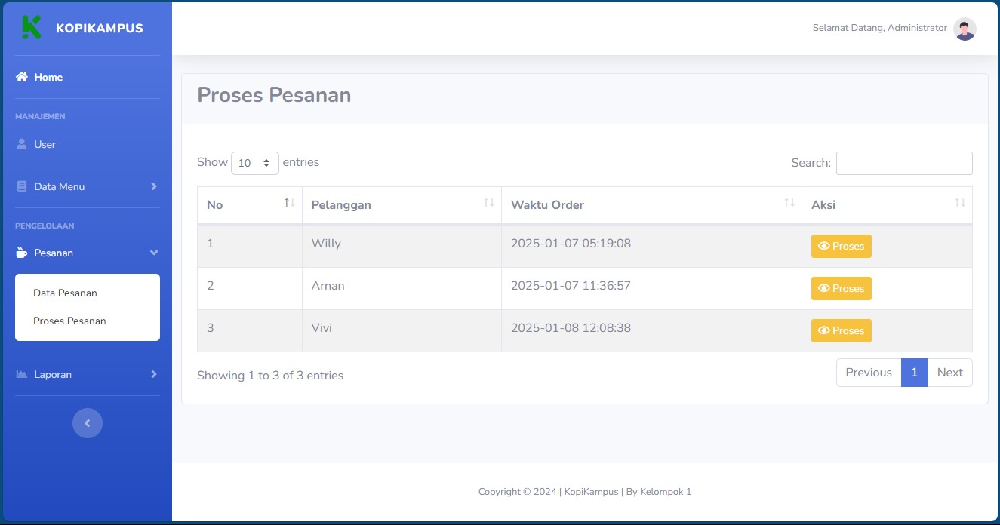 KOPIKAMPUS
Selamat Datang, Administrator
Home
MANAJEMEN
User
Data Menu
PENGELOLAAN
Pesanan
Data Pesanan
Proses Pesanan
Laporan
Proses Pesanan
Show 10 entries
Search:
No Pelanggan Waktu Order Aksi
1 Willy 2025-01-07 05:19:08 Proses
2 Arnan 2025-01-07 11:36:57 Proses
3 Vivi 2025-01-08 12:08:38 Proses
Showing 1 to 3 of 3 entries
Previous 1 Next
Copyright © 2024 | KopiKampus | By Kelompok 1